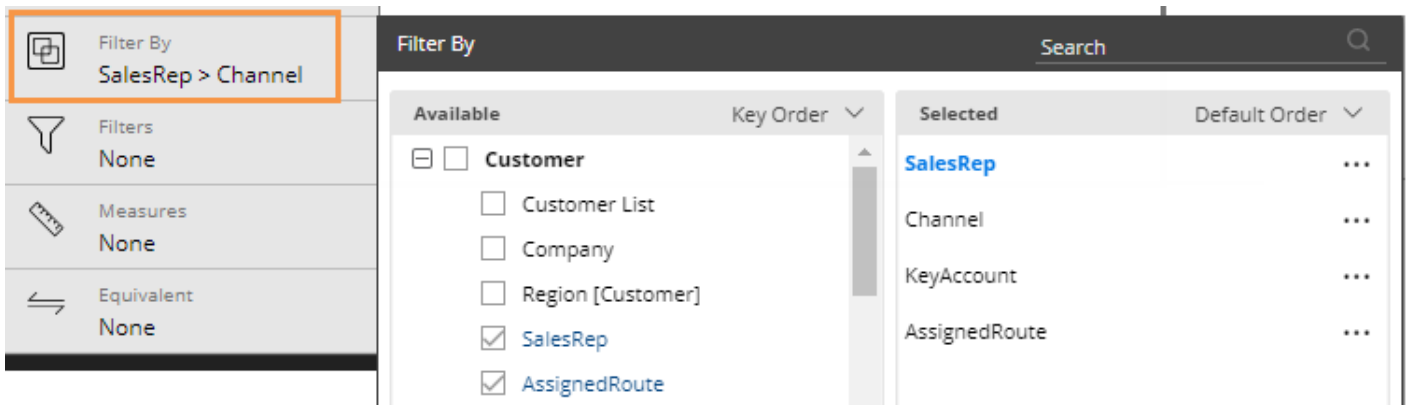 Filter By
SalesRep > Channel
Filters
None
Measures
None
Equivalent
None
Filter By
Search
Available
Key Order
Customer
Customer List
Company
Region [Customer]
SalesRep
AssignedRoute
Selected
Default Order
SalesRep
Channel
KeyAccount
AssignedRoute